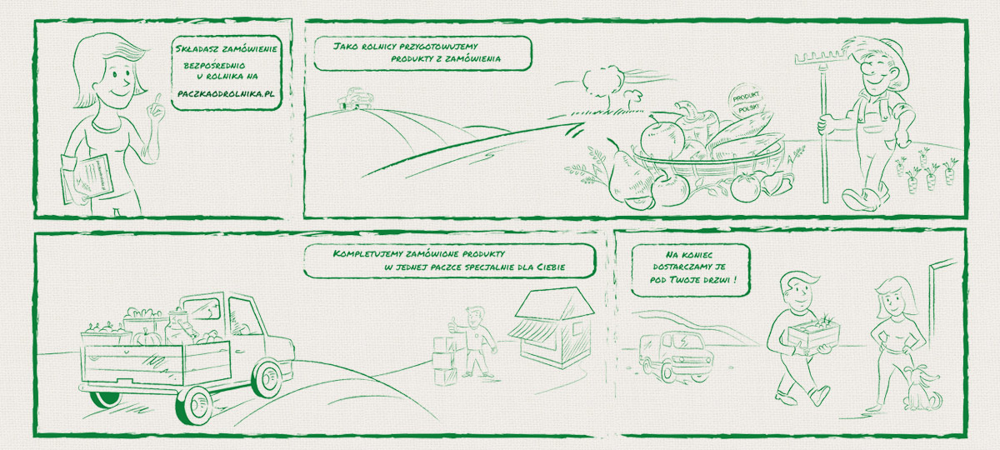 Składasz zamówienie
bezpośrednio
u rolnika na
paczkaodrolnika.pl
Jako rolnicy przygotowujemy
produkty z zamówienia
PRODUKT
POLSKI
Kompletujemy zamówione produkty
w jednej paczce specjalnie dla Ciebie
Na koniec
dostarczamy je
pod Twoje drzwi !